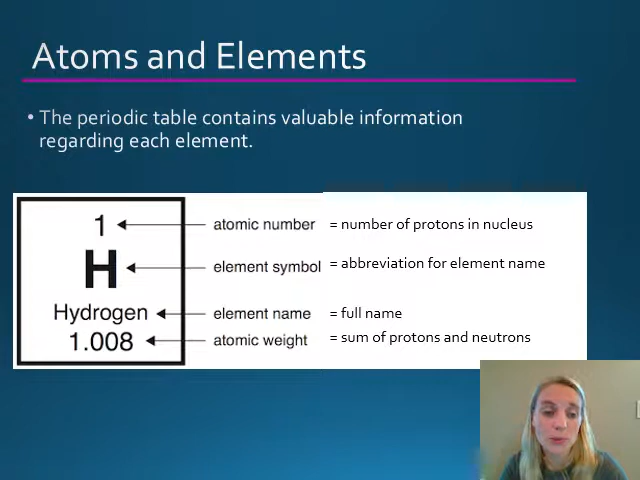 Atoms and Elements
• The periodic table contains valuable information
regarding each element.
1
atomic number
= number of protons in nucleus
H
element symbol
= abbreviation for element name
Hydrogen
element name
= full name
1.008
atomic weight
= sum of protons and neutrons